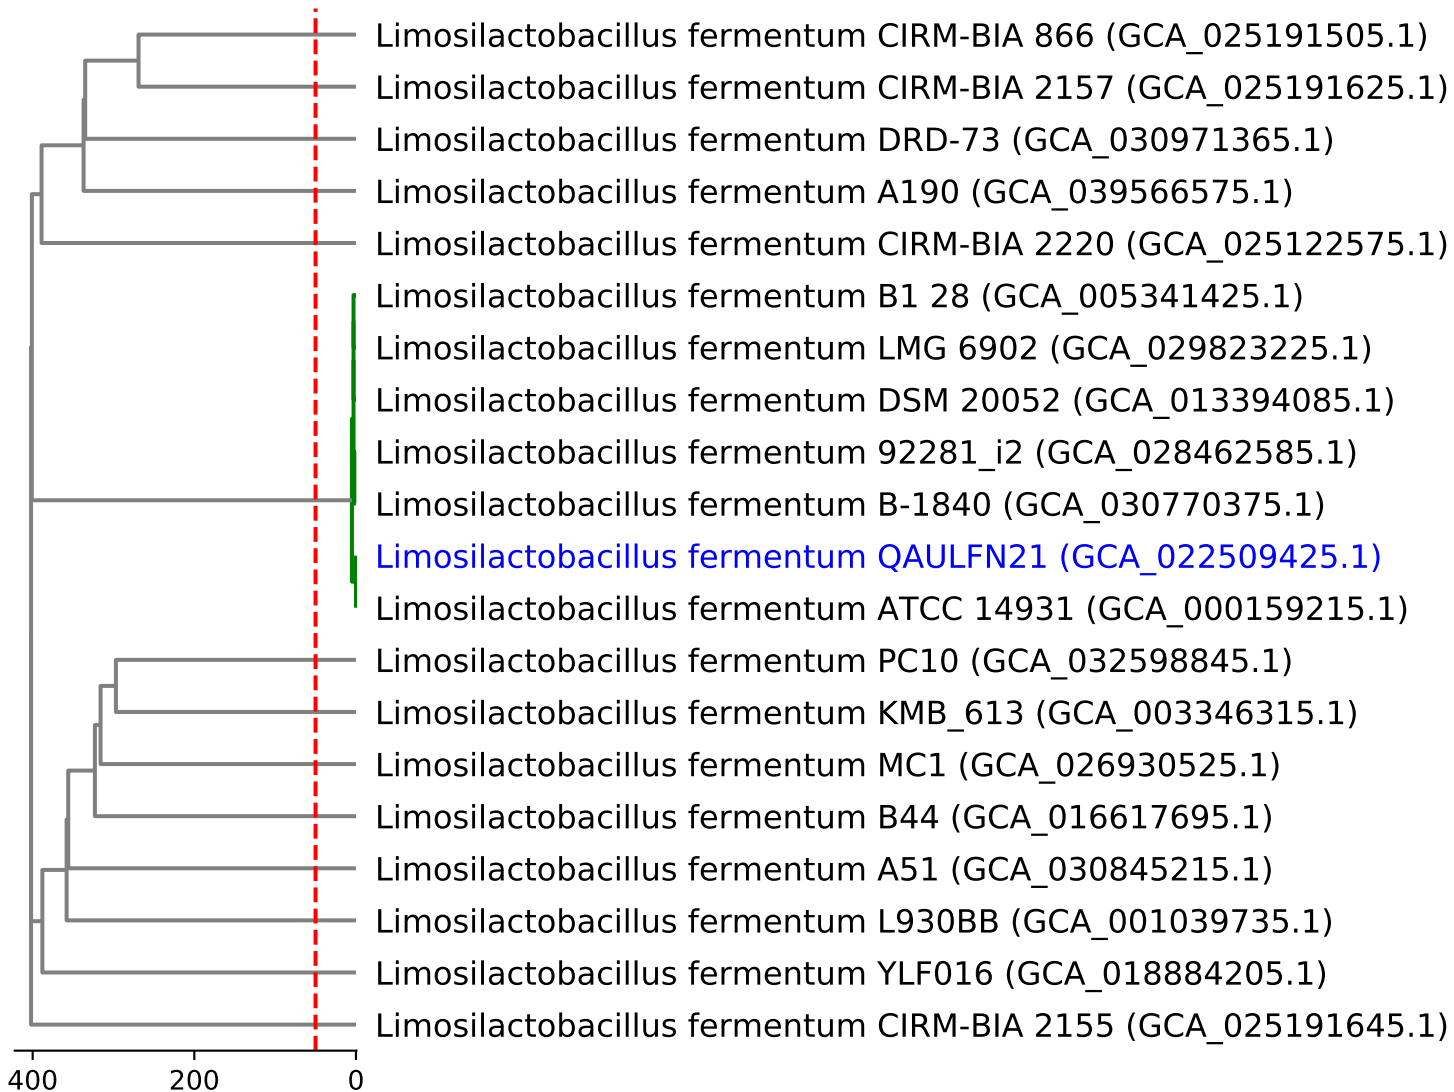 Limosilactobacillus fermentum CIRM-BIA 866 (GCA_025191505.1)
Limosilactobacillus fermentum CIRM-BIA 2157 (GCA_025191625.1)
Limosilactobacillus fermentum DRD-73 (GCA_030971365.1)
Limosilactobacillus fermentum A190 (GCA_039566575.1)
Limosilactobacillus fermentum CIRM-BIA 2220 (GCA_025122575.1)
Limosilactobacillus fermentum B1 28 (GCA_005341425.1)
Limosilactobacillus fermentum LMG 6902 (GCA_029823225.1)
Limosilactobacillus fermentum DSM 20052 (GCA_013394085.1)
Limosilactobacillus fermentum 92281_i2 (GCA_028462585.1)
Limosilactobacillus fermentum B-1840 (GCA_030770375.1)
Limosilactobacillus fermentum QAULFN21 (GCA_022509425.1)
Limosilactobacillus fermentum ATCC 14931 (GCA_000159215.1)
Limosilactobacillus fermentum PC10 (GCA_032598845.1)
Limosilactobacillus fermentum KMB_613 (GCA_003346315.1)
Limosilactobacillus fermentum MC1 (GCA_026930525.1)
Limosilactobacillus fermentum B44 (GCA_016617695.1)
Limosilactobacillus fermentum A51 (GCA_030845215.1)
Limosilactobacillus fermentum L930BB (GCA_001039735.1)
Limosilactobacillus fermentum YLF016 (GCA_018884205.1)
Limosilactobacillus fermentum CIRM-BIA 2155 (GCA_025191645.1)
400 200 0